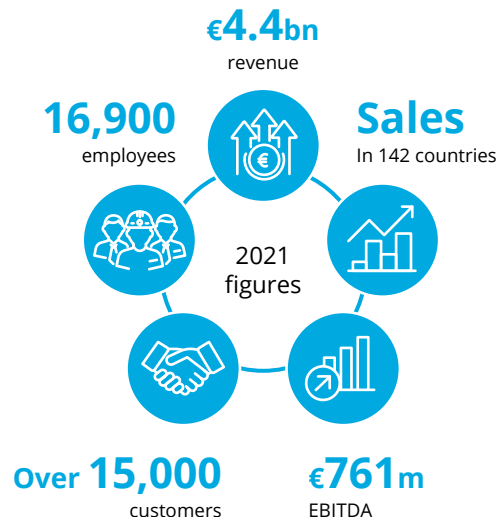 €4.4bn
revenue
16,900
employees
Sales
In 142 countries
€
2021
figures
Over 15,000
customers
€761m
EBITDA